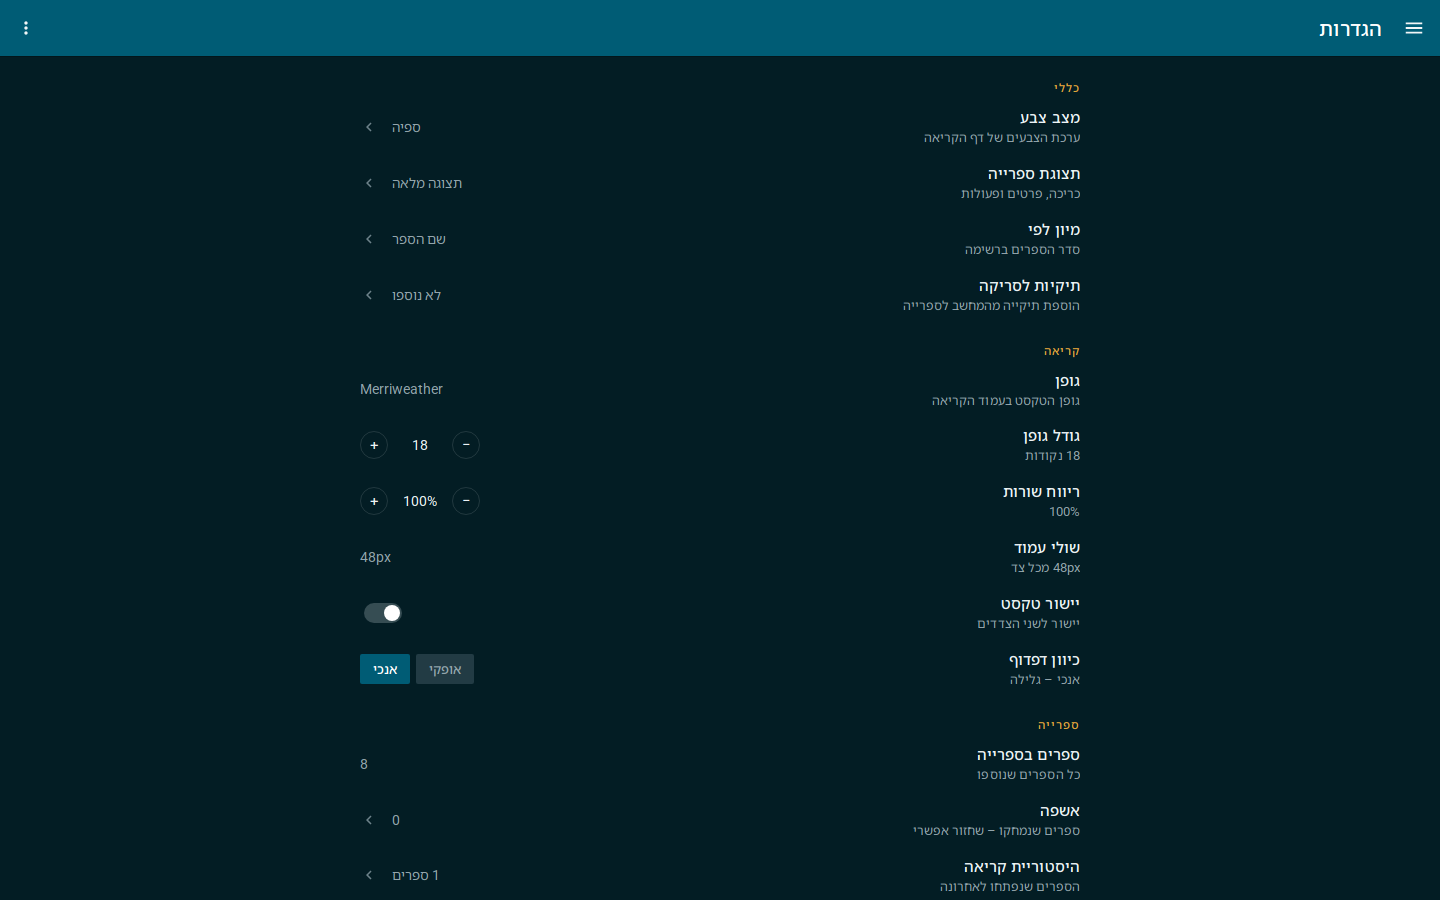 הגדרות
כללי
מצב צבע
ערכת הצבעים של דף הקריאה
ספיה
תצוגת ספרייה
כריכה, פרטים ופעולות
תצוגה מלאה
מיון לפי
סדר הספרים ברשימה
שם הספר
תיקיות לסריקה
הוספת תיקייה מהמחשב לספרייה
לא נוספו
קריאה
גופן
גופן הטקסט בעמוד הקריאה
Merriweather
גודל גופן
18 נקודות
− 18 +
ריווח שורות
100%
− 100% +
שולי עמוד
48px מכל צד
48px
יישור טקסט
יישור לשני הצדדים
כיוון דפדוף
אנכי – גלילה
אופקי
אנכי
ספרייה
ספרים בספרייה
כל הספרים שנוספו
8
אשפה
ספרים שנמחקו – שחזור אפשרי
0
היסטוריית קריאה
הספרים שנפתחו לאחרונה
1 ספרים